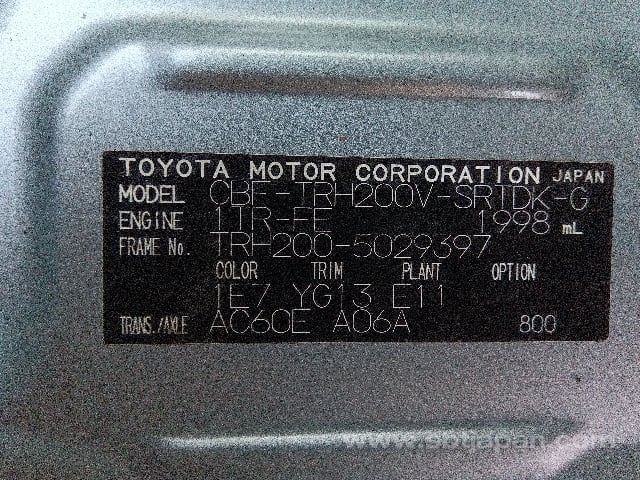 TOYOTA MOTOR CORPORATION JAPAN
MODEL CBF-TRH200V-SRTDK-G
ENGINE 1TR-FE 1998 mL
FRAME No. TRH200-5029397
COLOR TRIM PLANT OPTION
1E7 YG13 E11
TRANS./AXLE AC60E A06A 800
www.sbtjapan.com